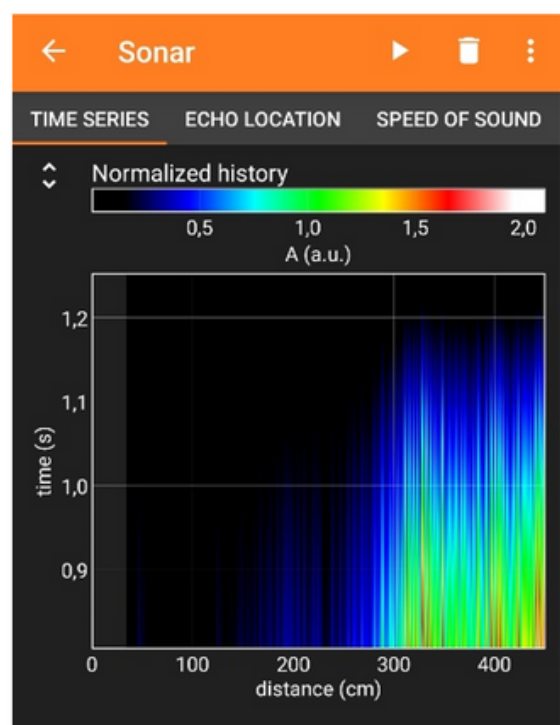 Sonar
TIME SERIES ECHO LOCATION SPEED OF SOUND
Normalized history
0,5 1,0 1,5 2,0
A (a.u.)
1,2
1,1
1,0
0,9
time (s)
0 100 200 300 400
distance (cm)